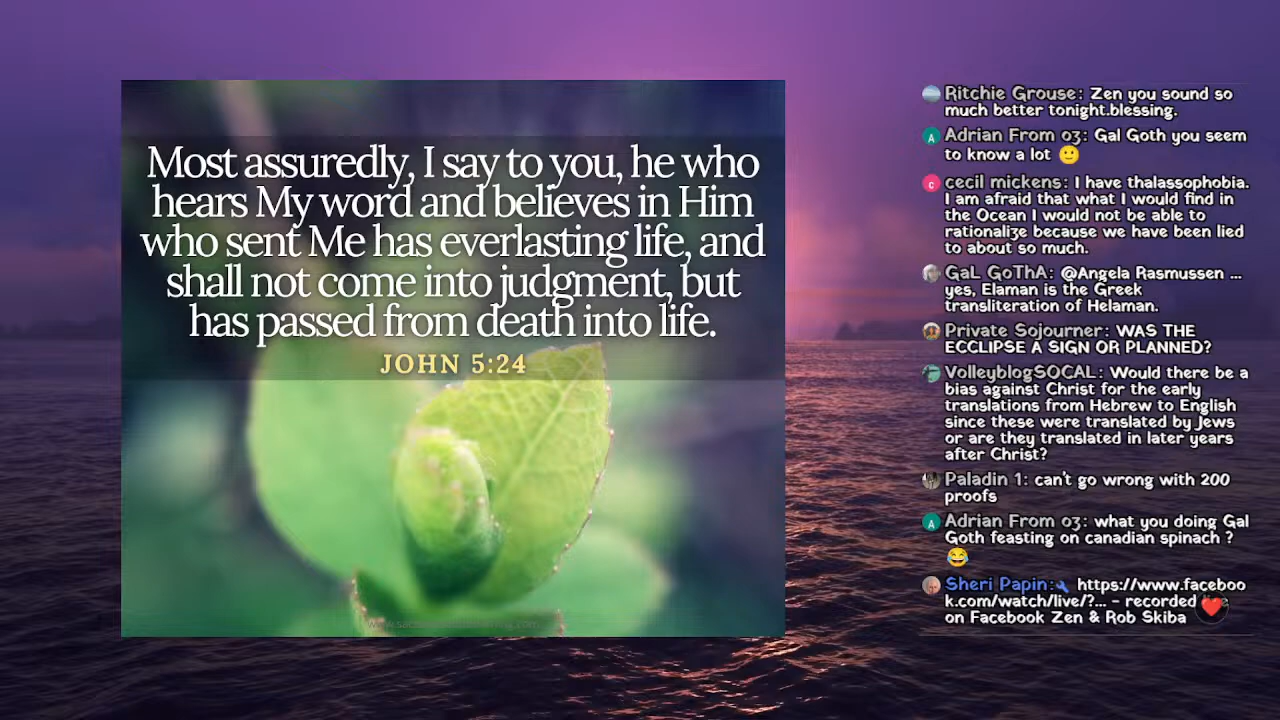 Most assuredly, I say to you, he who
hears My word and believes in Him
who sent Me has everlasting life, and
shall not come into judgment, but
has passed from death into life.
JOHN 5:24
Ritchie Grouse: Zen you sound so
much better tonight.blessing.
A Adrian From 03: Gal Goth you seem
to know a lot 🙂
c cecil mickens: I have thalassophobia.
I am afraid that what I would find in
the Ocean I would not be able to
rationalize because we have been lied
to about so much.
GaL GoThA: @Angela Rasmussen ...
yes, Elaman is the Greek
transliteration of Helaman.
Private Sojourner: WAS THE
ECCLIPSE A SIGN OR PLANNED?
VolleyblogSOCAL: Would there be a
bias against Christ for the early
translations from Hebrew to English
since these were translated by Jews
or are they translated in later years
after Christ?
Paladin 1: can't go wrong with 200
proofs
A Adrian From 03: what you doing Gal
Goth feasting on canadian spinach ?
😂
Sheri Papin: https://www.faceboo
k.com/watch/live/?... - recorded
on Facebook Zen & Rob Skiba